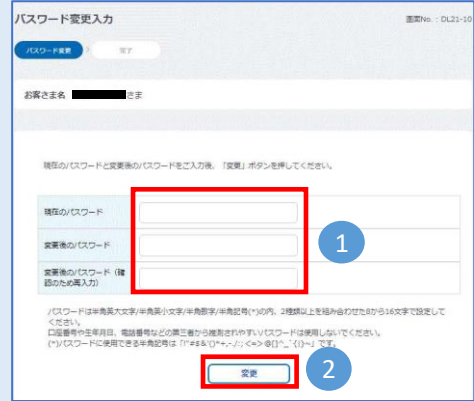 パスワード変更入力
画面No.：DL21-10
パスワード変更
完了
お客さま名 さま
現在のパスワードと変更後のパスワードをご入力後、「変更」ボタンを押してください。
現在のパスワード
変更後のパスワード
変更後のパスワード（確
認のため再入力）
1
パスワードは半角英大文字/半角英小文字/半角数字/半角記号(*)の内、2種類以上を組み合わせた8から16文字で設定して
ください。
口座番号や生年月日、電話番号などの第三者から推測されやすいパスワードは使用しないでください。
(*)パスワードに使用できる半角記号は「!"#$&'()*+,-./:;<=>@[]^_`{|}~」です。
変更
2